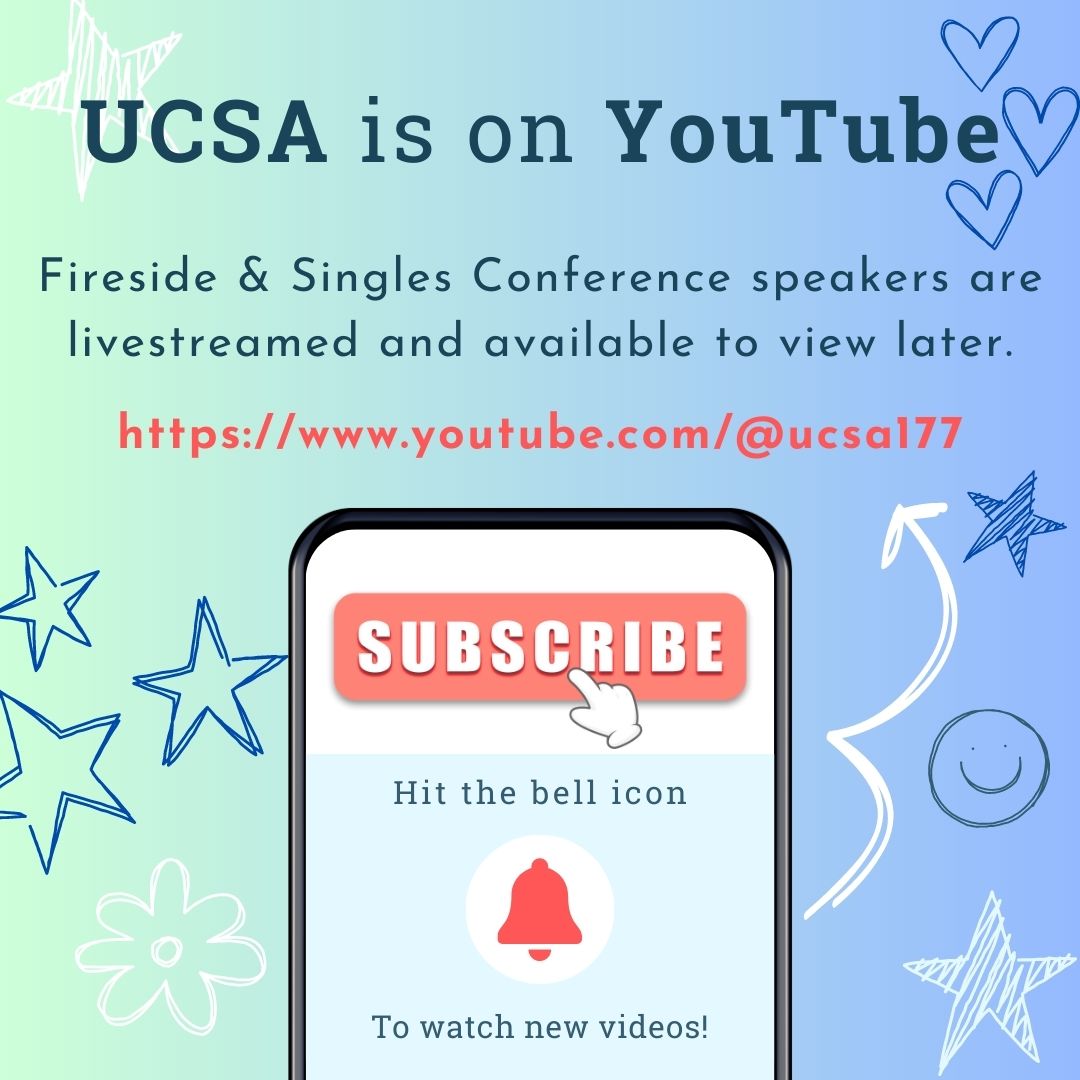 UCSA is on YouTube
Fireside & Singles Conference speakers are
livestreamed and available to view later.
https://www.youtube.com/@ucsa177
SUBSCRIBE
Hit the bell icon
To watch new videos!